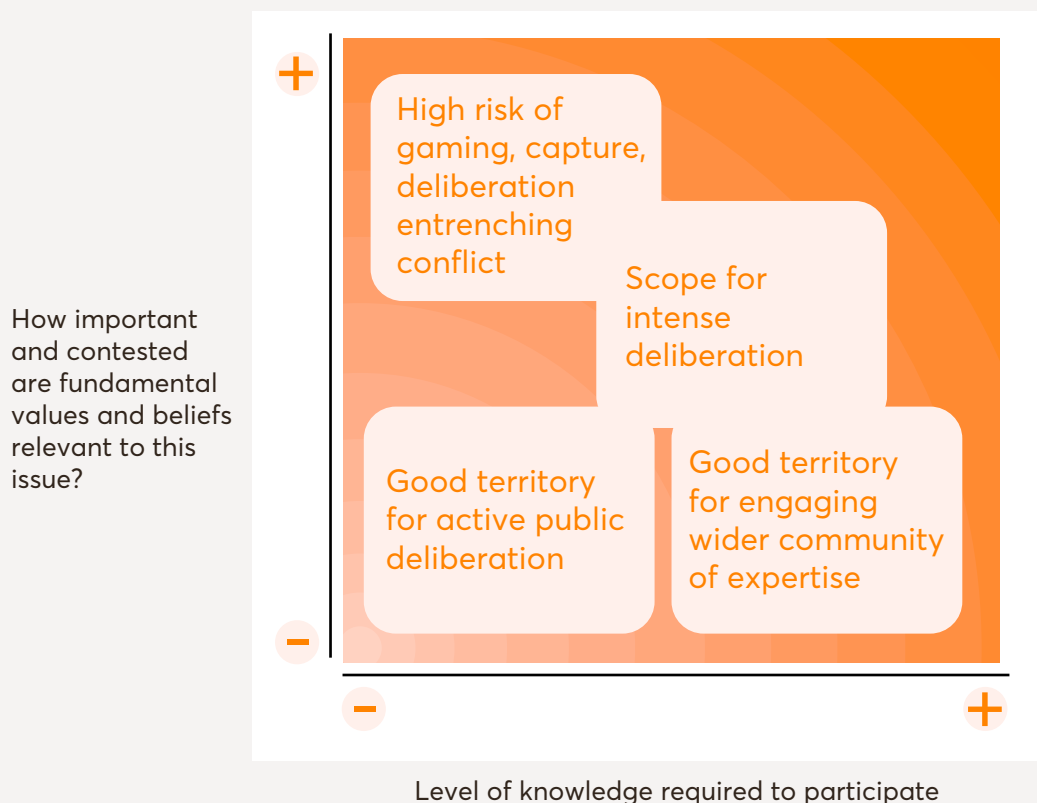 +
High risk of
gaming, capture,
deliberation
entrenching
conflict
Scope for
intense
deliberation
How important
and contested
are fundamental
values and beliefs
relevant to this
issue?
Good territory
for active public
deliberation
Good territory
for engaging
wider community
of expertise
-
-
+
Level of knowledge required to participate